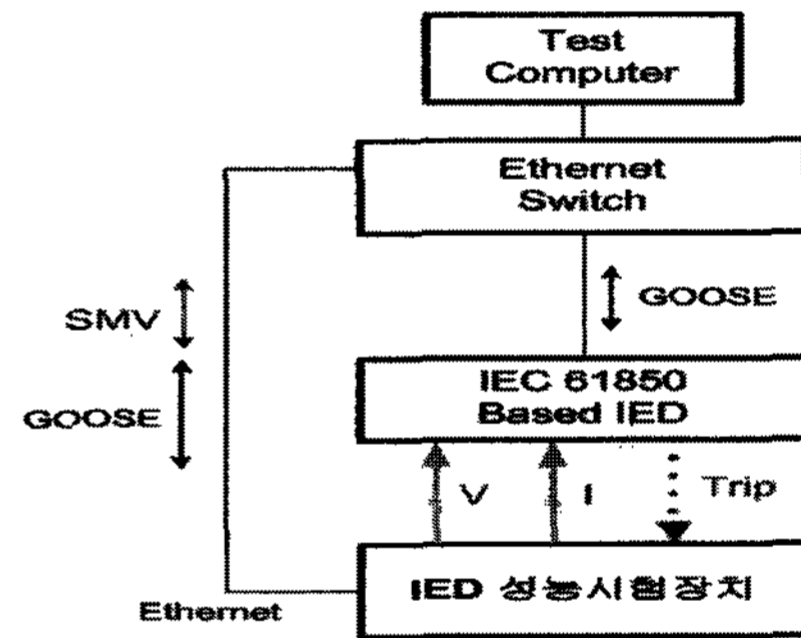 Test
Computer
Ethernet
Switch
SMV
GOOSE
GOOSE
IEC 61850
Based IED
V
I
Trip
IED 성능시험장치
Ethernet